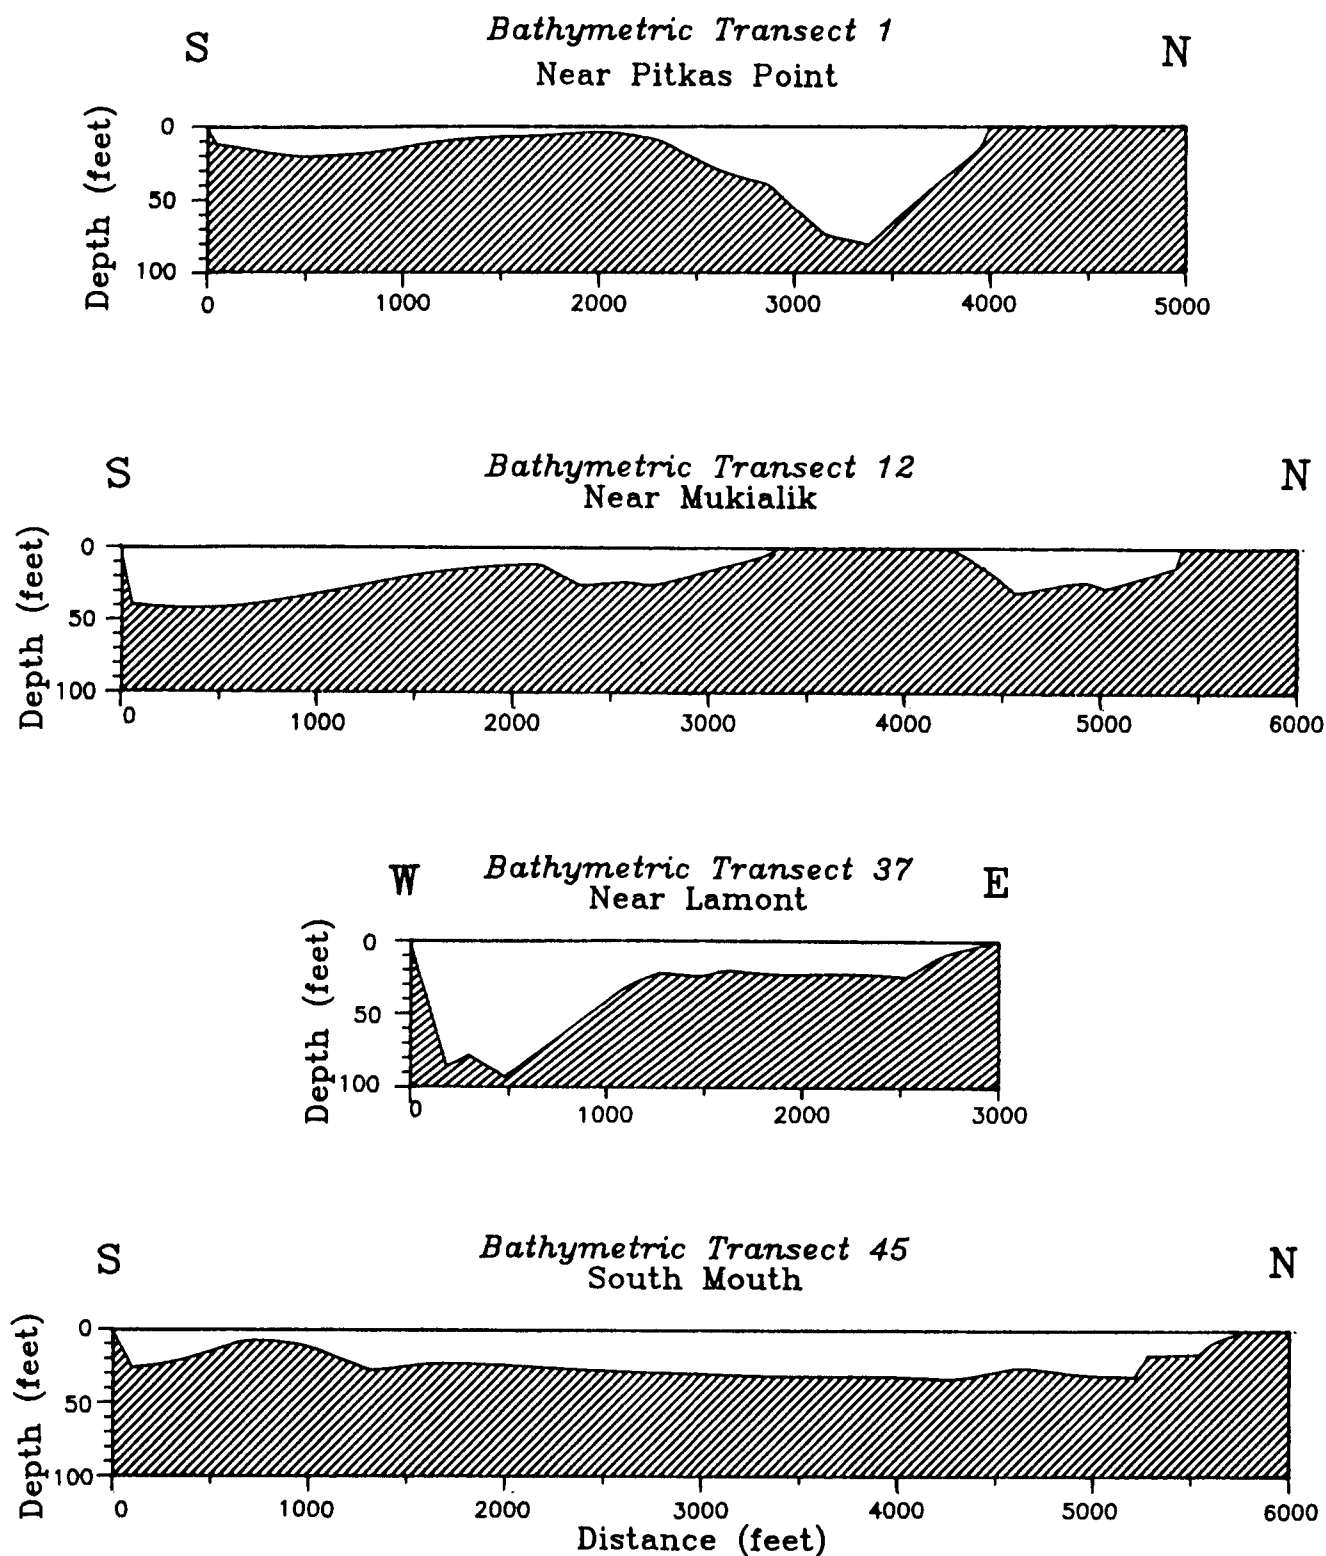 S
Bathymetric Transect 1
N
Near Pitkas Point
Depth (feet)
0
50
100
0 1000 2000 3000 4000 5000
S
Bathymetric Transect 12
N
Near Mukialik
Depth (feet)
0
50
100
0 1000 2000 3000 4000 5000 6000
W
Bathymetric Transect 37
E
Near Lamont
Depth (feet)
0
50
100
0 1000 2000 3000
S
Bathymetric Transect 45
N
South Mouth
Depth (feet)
0
50
100
0 1000 2000 3000 4000 5000 6000
Distance (feet)